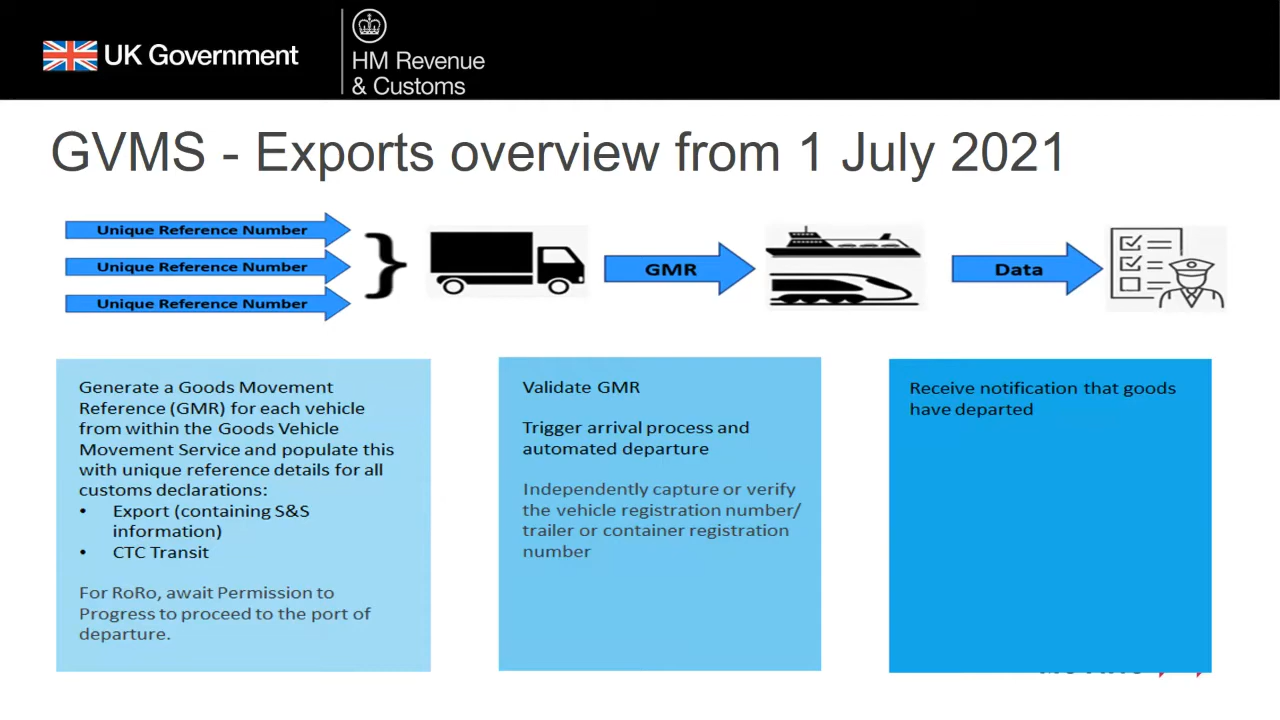 UK Government
HM Revenue
& Customs
GVMS - Exports overview from 1 July 2021
Unique Reference Number
Unique Reference Number
Unique Reference Number
GMR
Data
Generate a Goods Movement
Reference (GMR) for each vehicle
from within the Goods Vehicle
Movement Service and populate this
with unique reference details for all
customs declarations:
• Export (containing S&S
information)
• CTC Transit
For RoRo, await Permission to
Progress to proceed to the port of
departure.
Validate GMR
Trigger arrival process and
automated departure
Independently capture or verify
the vehicle registration number/
trailer or container registration
number
Receive notification that goods
have departed